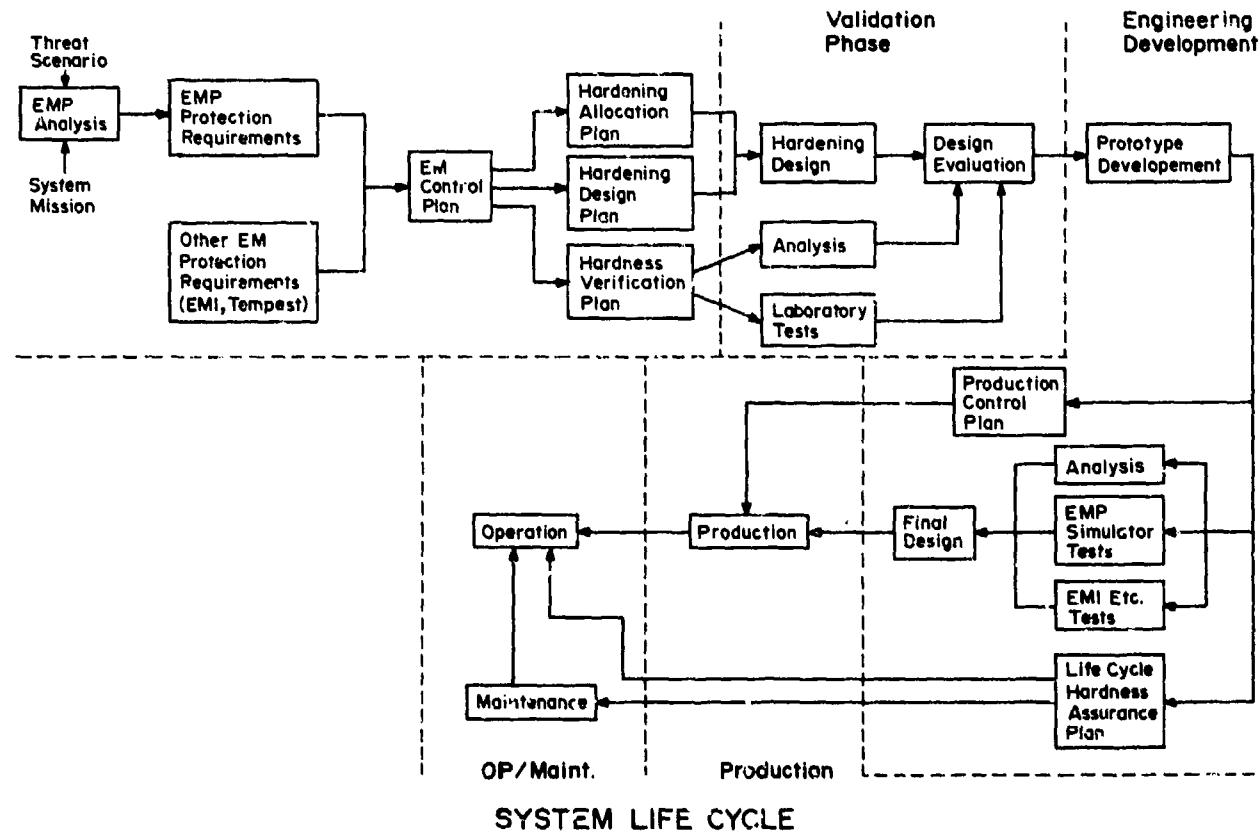 Validation
Phase
Engineering
Development
Threat
Scenario
EMP
Analysis
System
Mission
EMP
Protection
Requirements
Other EM
Protection
Requirements
(EMI, Tempest)
EM
Control
Plan
Hardening
Allocation
Plan
Hardening
Design
Plan
Hardness
Verification
Plan
Hardening
Design
Analysis
Laboratory
Tests
Design
Evaluation
Prototype
Developement
Production
Control
Plan
Analysis
EMP
Simulator
Tests
EMI Etc.
Tests
Final
Design
Production
Operation
Life Cycle
Hardness
Assurance
Plan
Maintenance
OP/Maint.
Production
SYSTEM LIFE CYCLE